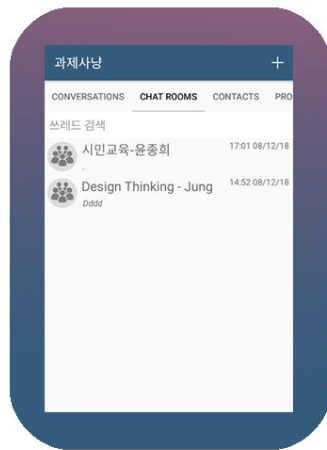 과제사냥 +
CONVERSATIONS CHAT ROOMS CONTACTS PRO
쓰레드 검색
시민교육-윤종희 17:01 08/12/18
.
Design Thinking - Jung 14:52 08/12/18
Dddd